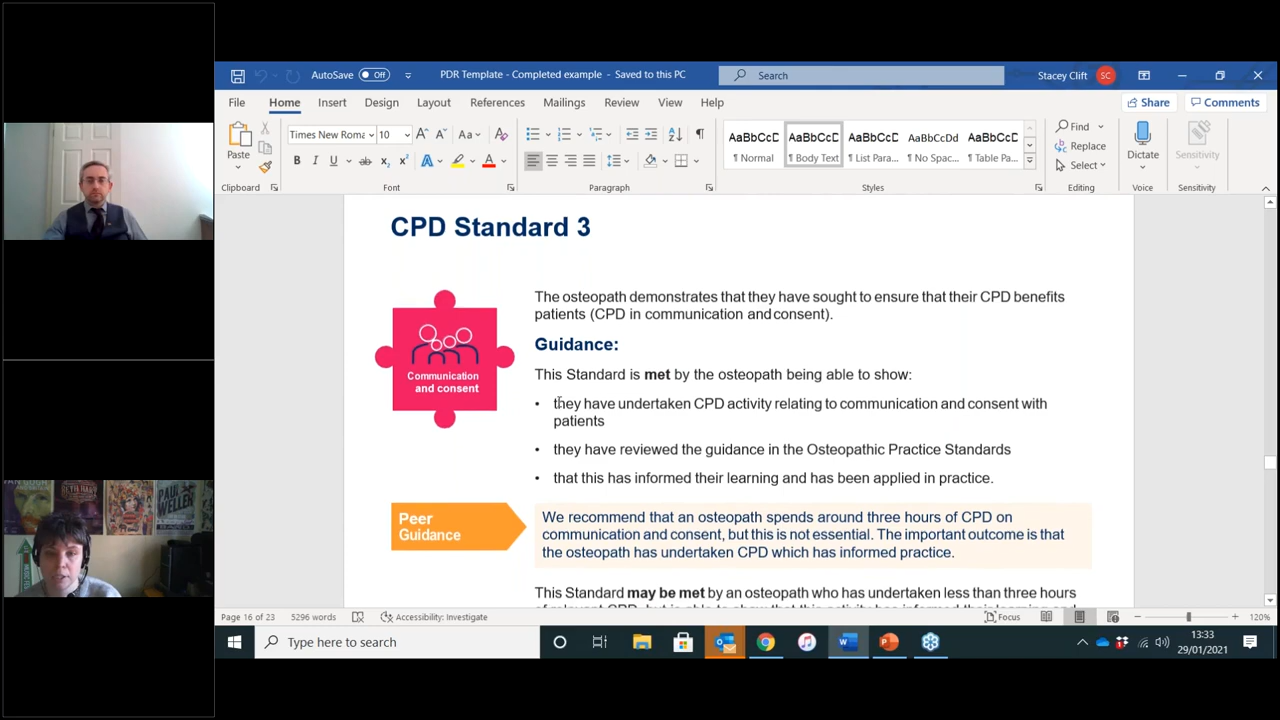 AutoSave Off
PDR Template - Completed example - Saved to this PC
Search
Stacey Clift
SC
File Home Insert Design Layout References Mailings Review View Help
Share Comments
Paste
Clipboard
Times New Roma 10
Aa
B I U ab x₂ x²
A A
Font
Paragraph
AaBbCcD AaBbCcD AaBbCcD AaBbCcDd AaBbCcD
¶ Normal ¶ Body Text ¶ List Para... ¶ No Spac... ¶ Table Pa...
Styles
Find
Replace
Select
Editing
Dictate
Voice
Sensitivity
Sensitivity
CPD Standard 3
Communication
and consent
The osteopath demonstrates that they have sought to ensure that their CPD benefits
patients (CPD in communication and consent).
Guidance:
This Standard is met by the osteopath being able to show:
• they have undertaken CPD activity relating to communication and consent with
patients
• they have reviewed the guidance in the Osteopathic Practice Standards
• that this has informed their learning and has been applied in practice.
Peer
Guidance
We recommend that an osteopath spends around three hours of CPD on
communication and consent, but this is not essential. The important outcome is that
the osteopath has undertaken CPD which has informed practice.
This Standard may be met by an osteopath who has undertaken less than three hours
PAUL
WELLER
Page 16 of 23 5296 words Accessibility: Investigate
Focus
120%
Type here to search
13:33
29/01/2021